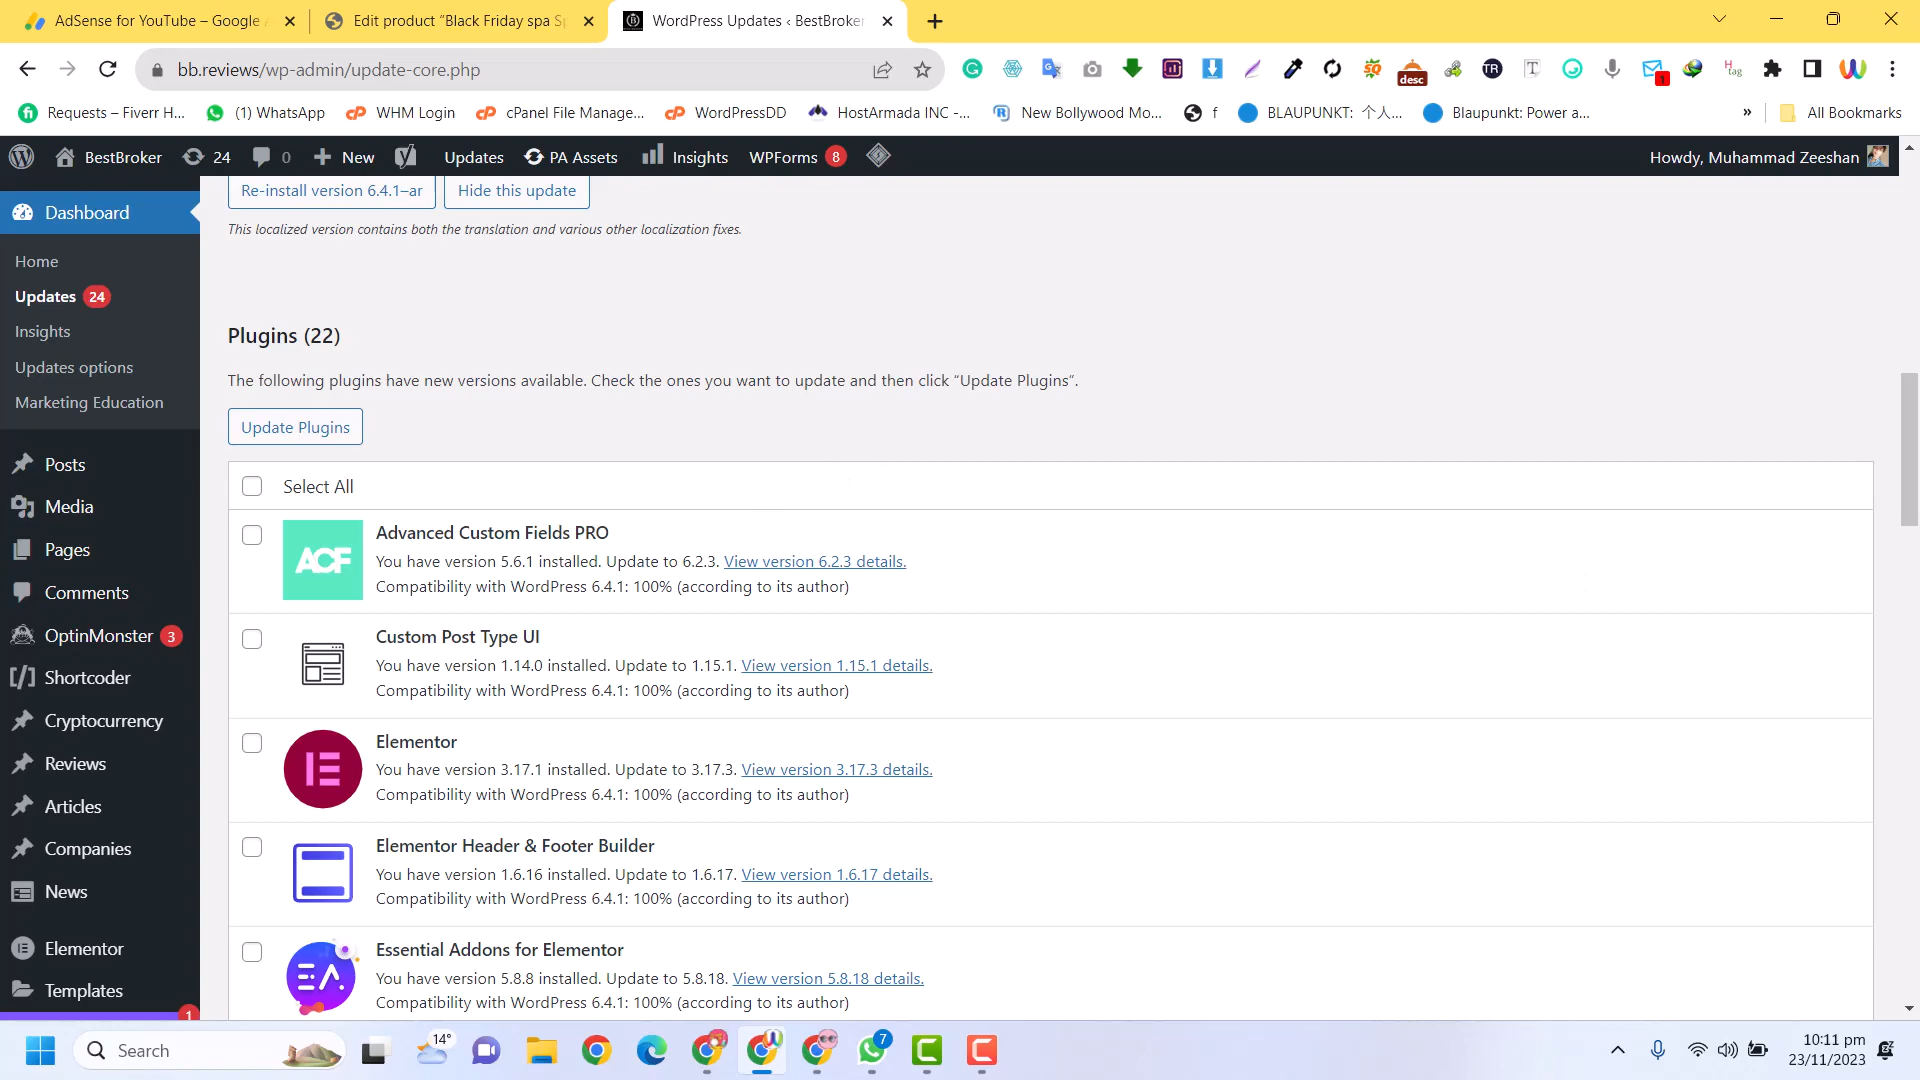 AdSense for YouTube – Google
Edit product “Black Friday spa S
WordPress Updates ‹ BestBroker
bb.reviews/wp-admin/update-core.php
desc
TR
1
Htag
Requests – Fiverr H...
(1) WhatsApp
WHM Login
cPanel File Manage...
WordPressDD
HostArmada INC -...
New Bollywood Mo...
f
BLAUPUNKT: 个人...
Blaupunkt: Power a...
»
All Bookmarks
BestBroker
24
0
New
Updates
PA Assets
Insights
WPForms 8
Howdy, Muhammad Zeeshan
Dashboard
Home
Updates 24
Insights
Updates options
Marketing Education
Posts
Media
Pages
Comments
OptinMonster 3
Shortcoder
Cryptocurrency
Reviews
Articles
Companies
News
Elementor
Templates
1
Re-install version 6.4.1–ar
Hide this update
This localized version contains both the translation and various other localization fixes.
Plugins (22)
The following plugins have new versions available. Check the ones you want to update and then click “Update Plugins”.
Update Plugins
Select All
ACF
Advanced Custom Fields PRO
You have version 5.6.1 installed. Update to 6.2.3. View version 6.2.3 details.
Compatibility with WordPress 6.4.1: 100% (according to its author)
Custom Post Type UI
You have version 1.14.0 installed. Update to 1.15.1. View version 1.15.1 details.
Compatibility with WordPress 6.4.1: 100% (according to its author)
Elementor
You have version 3.17.1 installed. Update to 3.17.3. View version 3.17.3 details.
Compatibility with WordPress 6.4.1: 100% (according to its author)
Elementor Header & Footer Builder
You have version 1.6.16 installed. Update to 1.6.17. View version 1.6.17 details.
Compatibility with WordPress 6.4.1: 100% (according to its author)
EA
Essential Addons for Elementor
You have version 5.8.8 installed. Update to 5.8.18. View version 5.8.18 details.
Compatibility with WordPress 6.4.1: 100% (according to its author)
Search
14°
7
10:11 pm
23/11/2023